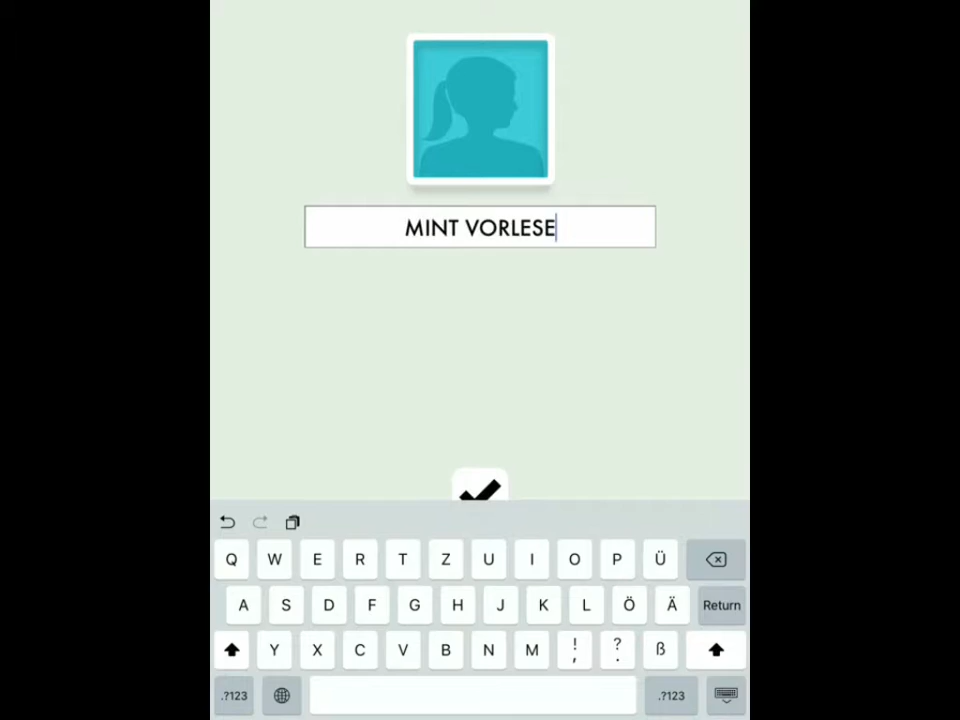 MINT VORLESE
Q W E R T Z U I O P Ü
A S D F G H J K L Ö Ä Return
Y X C V B N M ! , ? . ß
.?123 .?123